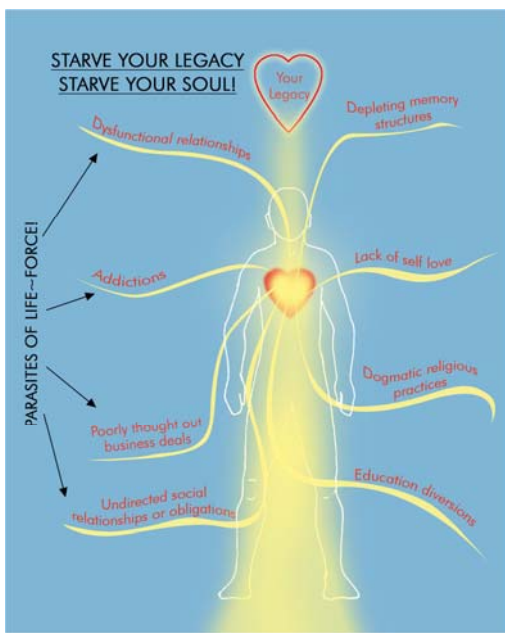 STARVE YOUR LEGACY
STARVE YOUR SOUL!
Your
Legacy
Depleting memory
structures
Dysfunctional relationships
Lack of self love
Addictions
PARASITES OF LIFE~FORCE!
Dogmatic religious
practices
Poorly thought out
business deals
Education diversions
Undirected social
relationships or obligations